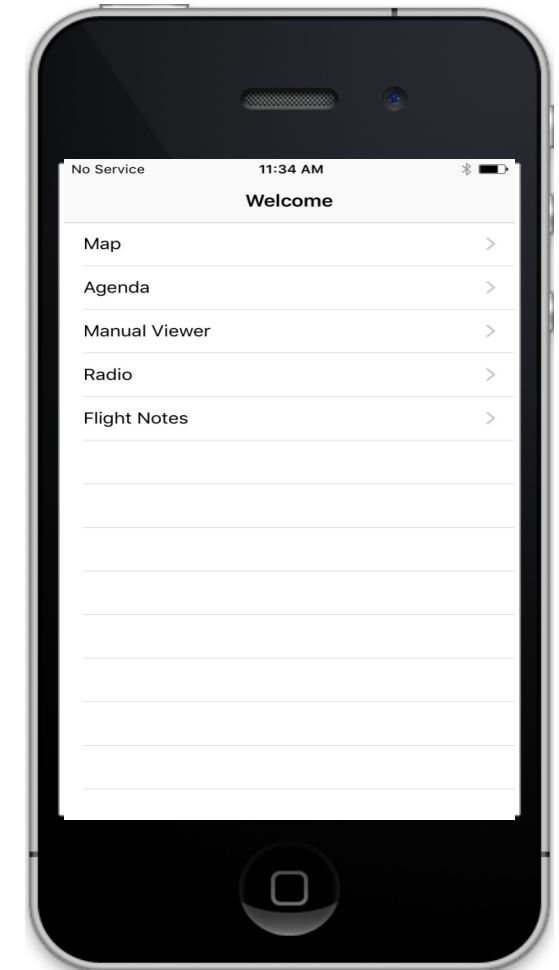 No Service 11:34 AM
Welcome
Map
Agenda
Manual Viewer
Radio
Flight Notes